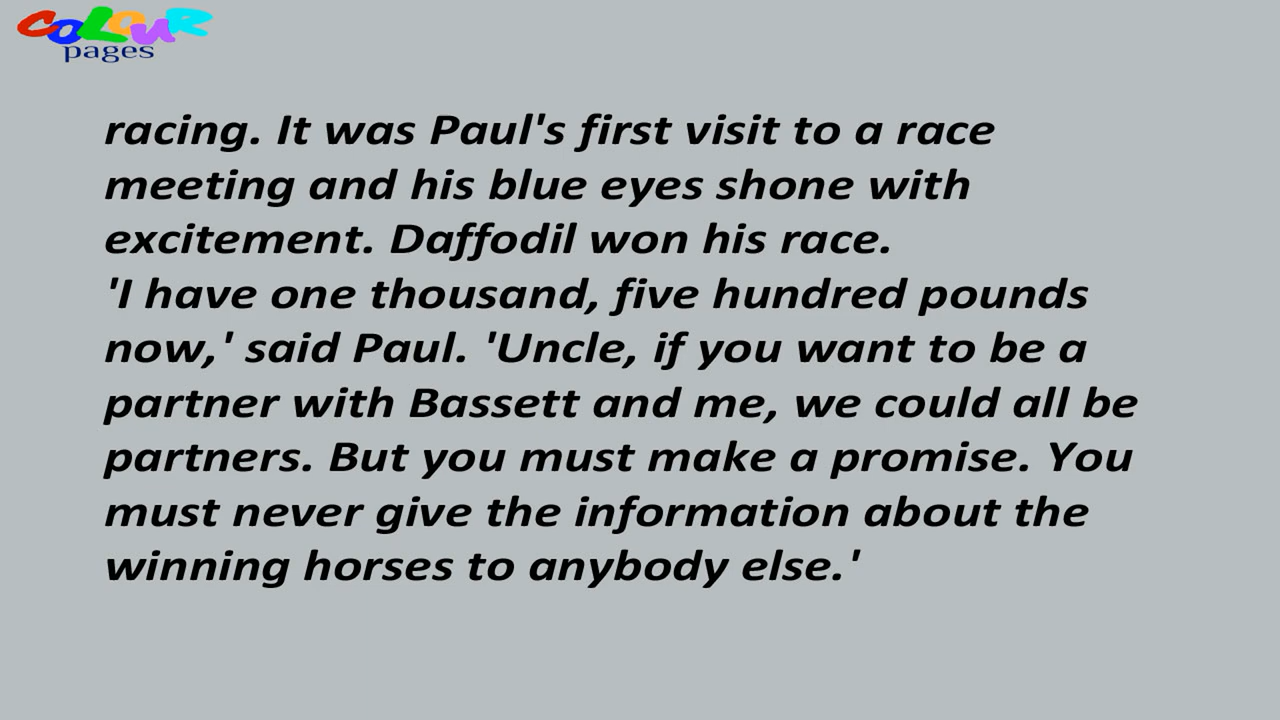 COLOUR
pages
racing. It was Paul's first visit to a race
meeting and his blue eyes shone with
excitement. Daffodil won his race.
'I have one thousand, five hundred pounds
now,' said Paul. 'Uncle, if you want to be a
partner with Bassett and me, we could all be
partners. But you must make a promise. You
must never give the information about the
winning horses to anybody else.'